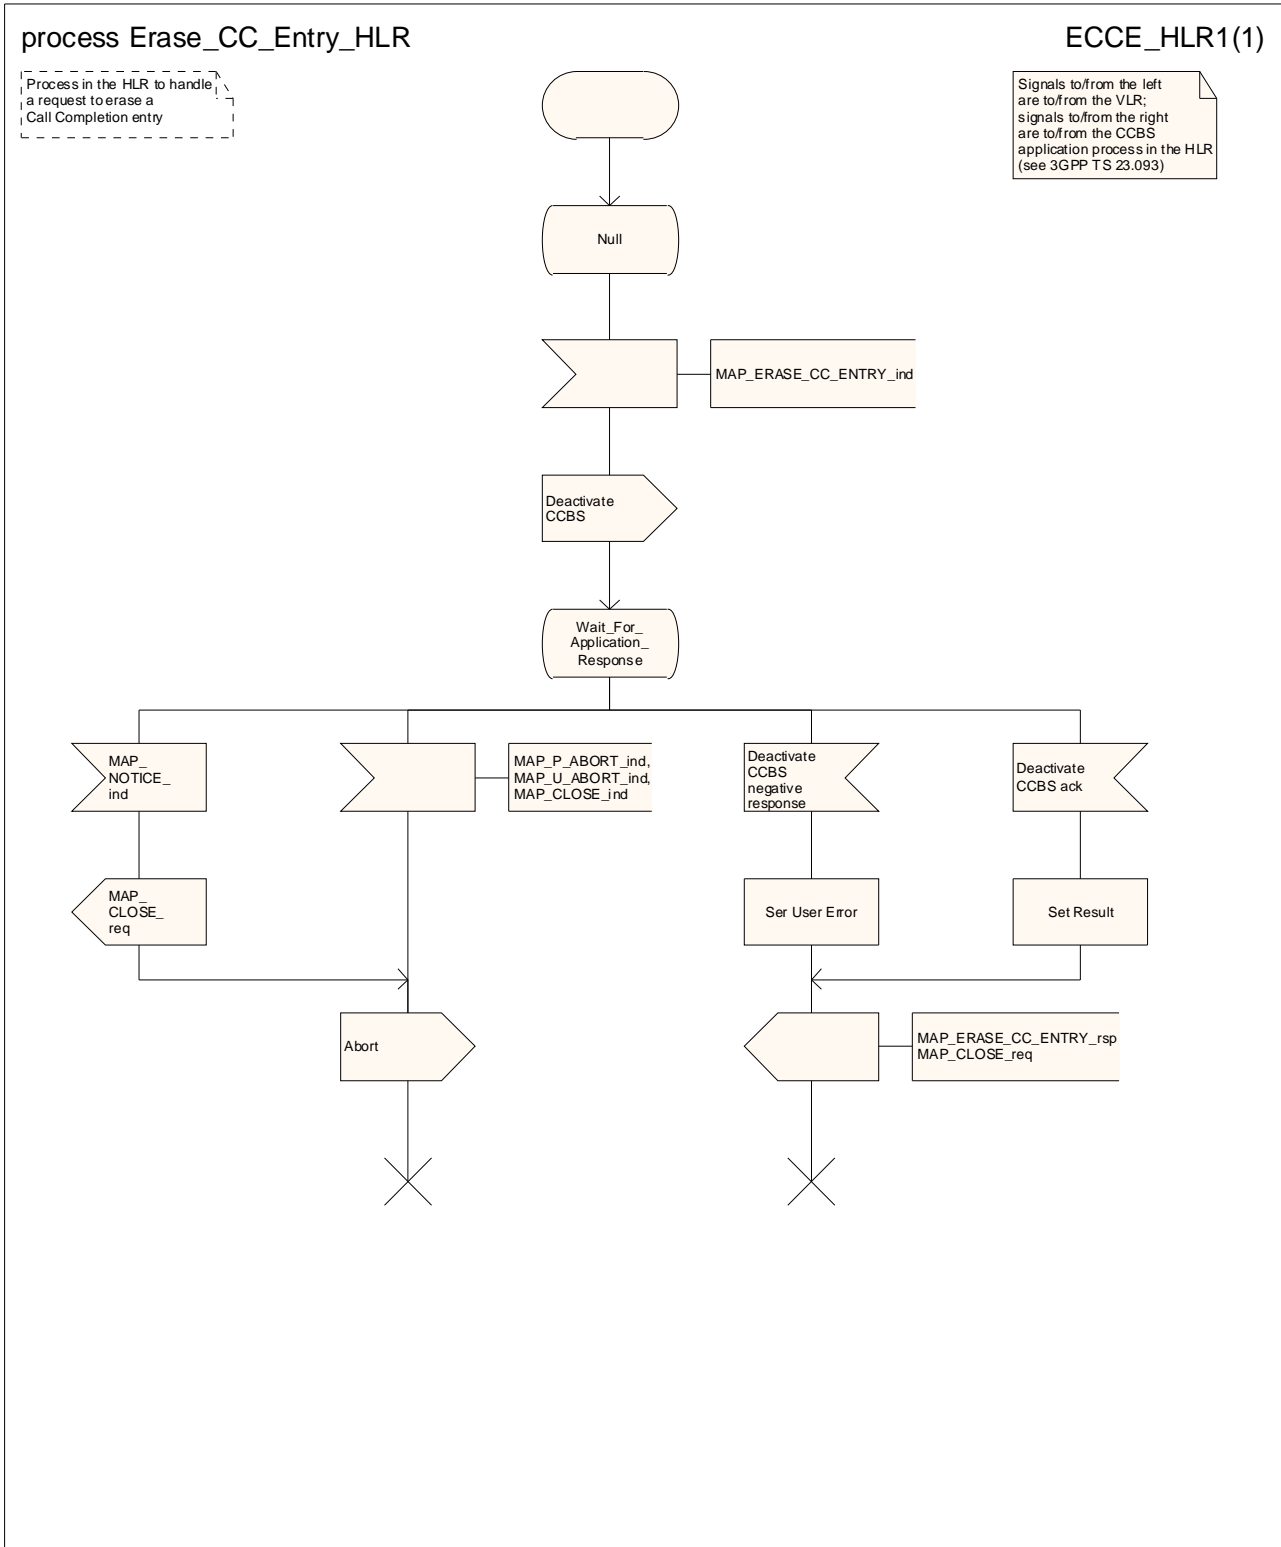 process Erase_CC_Entry_HLR
ECCE_HLR1(1)
Process in the HLR to handle
a request to erase a
Call Completion entry
Signals to/from the left
are to/from the VLR;
signals to/from the right
are to/from the CCBS
application process in the HLR
(see 3GPP TS 23.093)
Null
MAP_ERASE_CC_ENTRY_ind
Deactivate
CCBS
Wait_For_
Application_
Response
MAP_
NOTICE_
ind
MAP_P_ABORT_ind,
MAP_U_ABORT_ind,
MAP_CLOSE_ind
Deactivate
CCBS
negative
response
Deactivate
CCBS ack
MAP_
CLOSE_
req
Ser User Error
Set Result
Abort
MAP_ERASE_CC_ENTRY_rsp
MAP_CLOSE_req